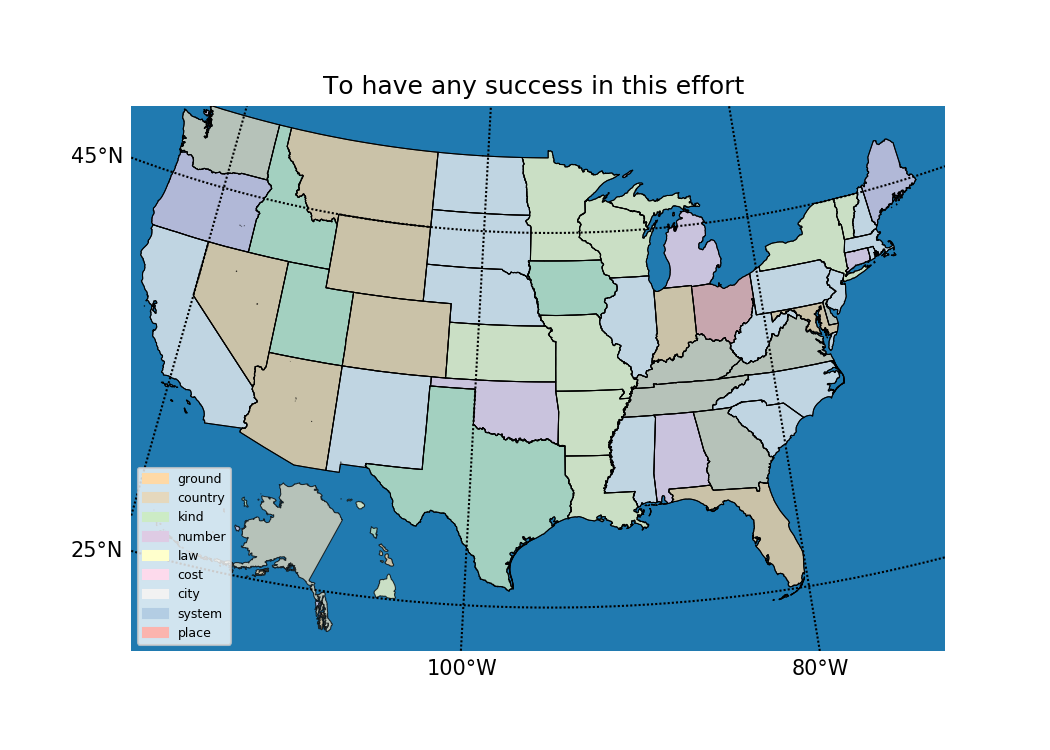 To have any success in this effort
45°N
25°N
ground
country
kind
number
law
cost
city
system
place
100°W
80°W